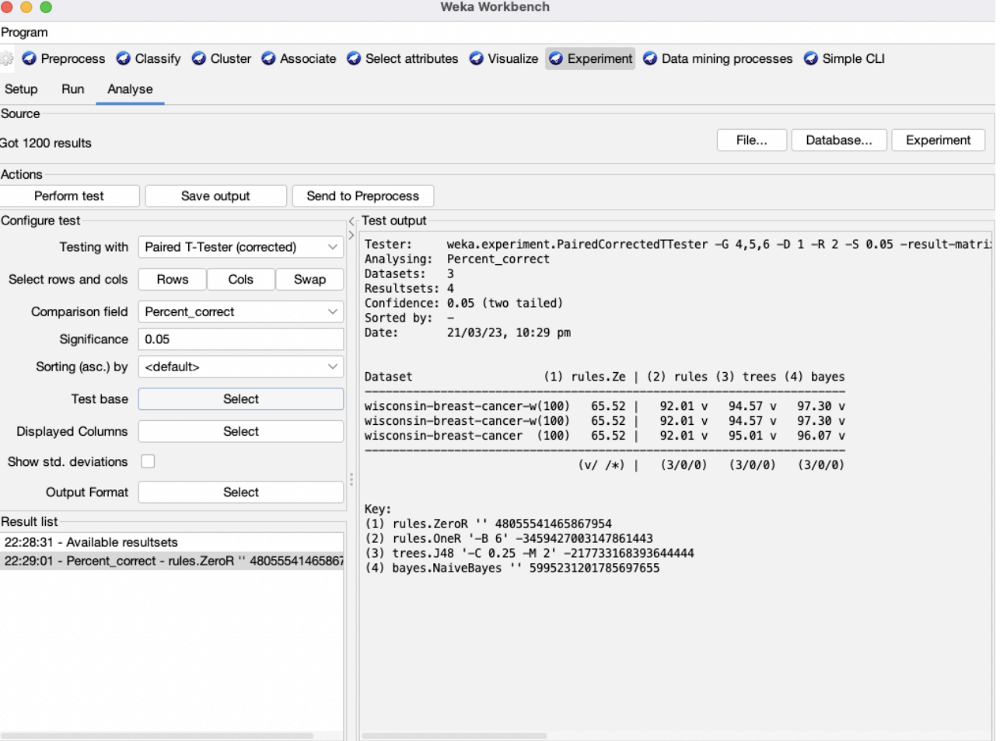 Weka Workbench
Program
Preprocess Classify Cluster Associate Select attributes Visualize Experiment Data mining processes Simple CLI
Setup Run Analyse
Source
Got 1200 results File... Database... Experiment
Actions
Perform test Save output Send to Preprocess
Configure test
Testing with Paired T-Tester (corrected)
Select rows and cols Rows Cols Swap
Comparison field Percent_correct
Significance 0.05
Sorting (asc.) by <default>
Test base Select
Displayed Columns Select
Show std. deviations
Output Format Select
Result list
22:28:31 - Available resultsets
22:29:01 - Percent_correct - rules.ZeroR '' 48055541465867
Test output
Tester: weka.experiment.PairedCorrectedTTester -G 4,5,6 -D 1 -R 2 -S 0.05 -result-matri
Analysing: Percent_correct
Datasets: 3
Resultsets: 4
Confidence: 0.05 (two tailed)
Sorted by: -
Date: 21/03/23, 10:29 pm
Dataset (1) rules.Ze | (2) rules (3) trees (4) bayes
wisconsin-breast-cancer-w(100) 65.52 | 92.01 v 94.57 v 97.30 v
wisconsin-breast-cancer-w(100) 65.52 | 92.01 v 94.57 v 97.30 v
wisconsin-breast-cancer (100) 65.52 | 92.01 v 95.01 v 96.07 v
(v/ /*) | (3/0/0) (3/0/0) (3/0/0)
Key:
(1) rules.ZeroR '' 48055541465867954
(2) rules.OneR '-B 6' -3459427003147861443
(3) trees.J48 '-C 0.25 -M 2' -217733168393644444
(4) bayes.NaiveBayes '' 5995231201785697655